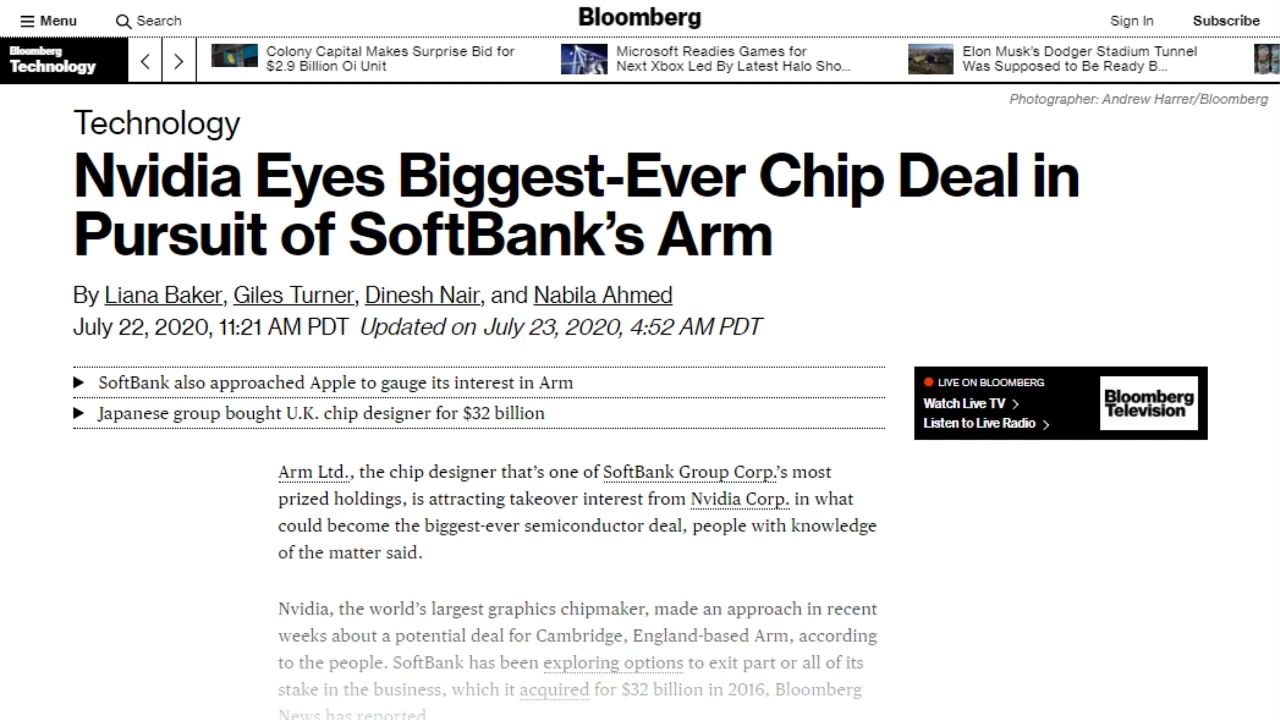 Menu
Search
Bloomberg
Sign In
Subscribe
Bloomberg
Technology
Colony Capital Makes Surprise Bid for
$2.9 Billion Oi Unit
Microsoft Readies Games for
Next Xbox Led By Latest Halo Sho...
Elon Musk's Dodger Stadium Tunnel
Was Supposed to Be Ready B...
Photographer: Andrew Harrer/Bloomberg
Technology
Nvidia Eyes Biggest-Ever Chip Deal in
Pursuit of SoftBank’s Arm
By Liana Baker, Giles Turner, Dinesh Nair, and Nabila Ahmed
July 22, 2020, 11:21 AM PDT Updated on July 23, 2020, 4:52 AM PDT
SoftBank also approached Apple to gauge its interest in Arm
Japanese group bought U.K. chip designer for $32 billion
LIVE ON BLOOMBERG
Watch Live TV
Listen to Live Radio
Bloomberg
Television
Arm Ltd., the chip designer that’s one of SoftBank Group Corp.’s most
prized holdings, is attracting takeover interest from Nvidia Corp. in what
could become the biggest-ever semiconductor deal, people with knowledge
of the matter said.
Nvidia, the world’s largest graphics chipmaker, made an approach in recent
weeks about a potential deal for Cambridge, England-based Arm, according
to the people. SoftBank has been exploring options to exit part or all of its
stake in the business, which it acquired for $32 billion in 2016, Bloomberg
News has reported.